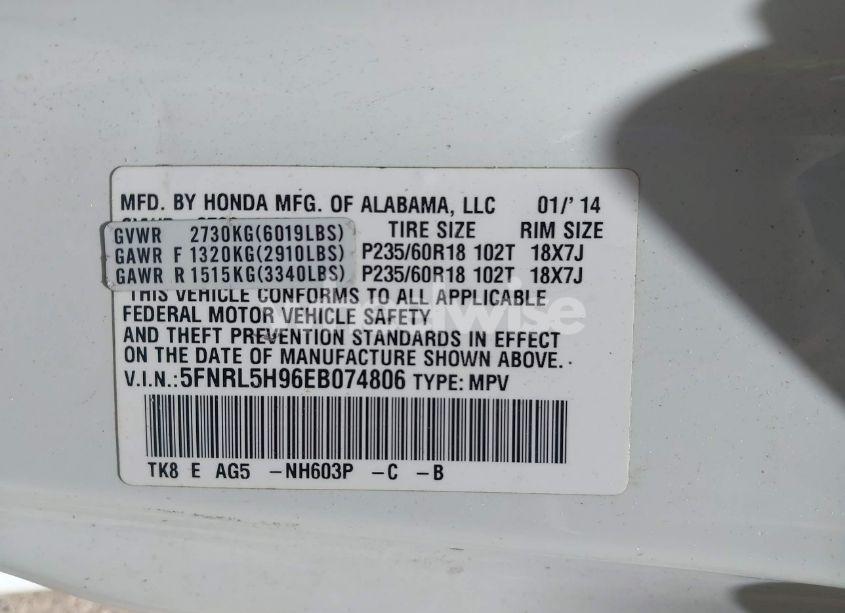 MFD. BY HONDA MFG. OF ALABAMA, LLC 01/' 14
TIRE SIZE RIM SIZE
GVWR 2730KG(6019LBS)
GAWR F 1320KG(2910LBS) P235/60R18 102T 18X7J
GAWR R 1515KG(3340LBS) P235/60R18 102T 18X7J
THIS VEHICLE CONFORMS TO ALL APPLICABLE
FEDERAL MOTOR VEHICLE SAFETY
AND THEFT PREVENTION STANDARDS IN EFFECT
ON THE DATE OF MANUFACTURE SHOWN ABOVE.
V.I.N.:5FNRL5H96EB074806 TYPE: MPV
TK8 E AG5 -NH603P -C -B